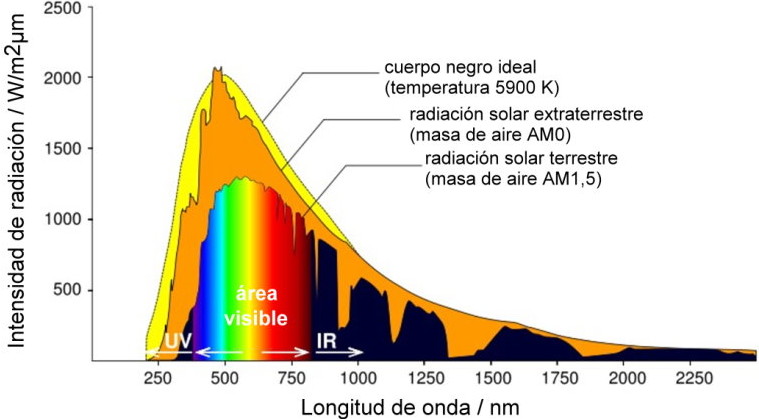 2500
2000
1500
1000
500
Intensidad de radiación / W/m2µm
cuerpo negro ideal
(temperatura 5900 K)
radiación solar extraterrestre
(masa de aire AM0)
radiación solar terrestre
(masa de aire AM1,5)
área
visible
UV
IR
250 500 750 1000 1250 1500 1750 2000 2250
Longitud de onda / nm